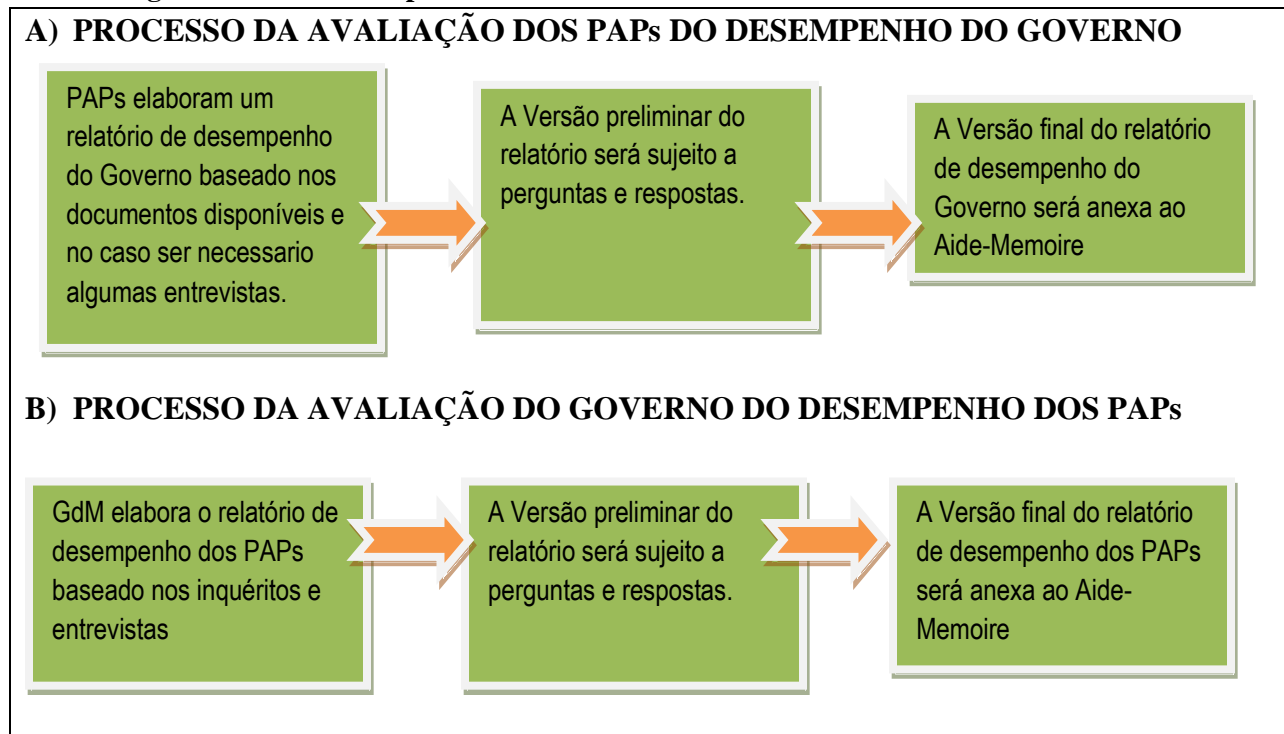 A) PROCESSO DA AVALIAÇÃO DOS PAPs DO DESEMPENHO DO GOVERNO
PAPs elaboram um
relatório de desempenho
do Governo baseado nos
documentos disponíveis e
no caso ser necessario
algumas entrevistas.
A Versão preliminar do
relatório será sujeito a
perguntas e respostas.
A Versão final do relatório
de desempenho do
Governo será anexa ao
Aide-Memoire
B) PROCESSO DA AVALIAÇÃO DO GOVERNO DO DESEMPENHO DOS PAPs
GdM elabora o relatório de
desempenho dos PAPs
baseado nos inquéritos e
entrevistas
A Versão preliminar do
relatório será sujeito a
perguntas e respostas.
A Versão final do relatório
de desempenho dos PAPs
será anexa ao Aide-
Memoire